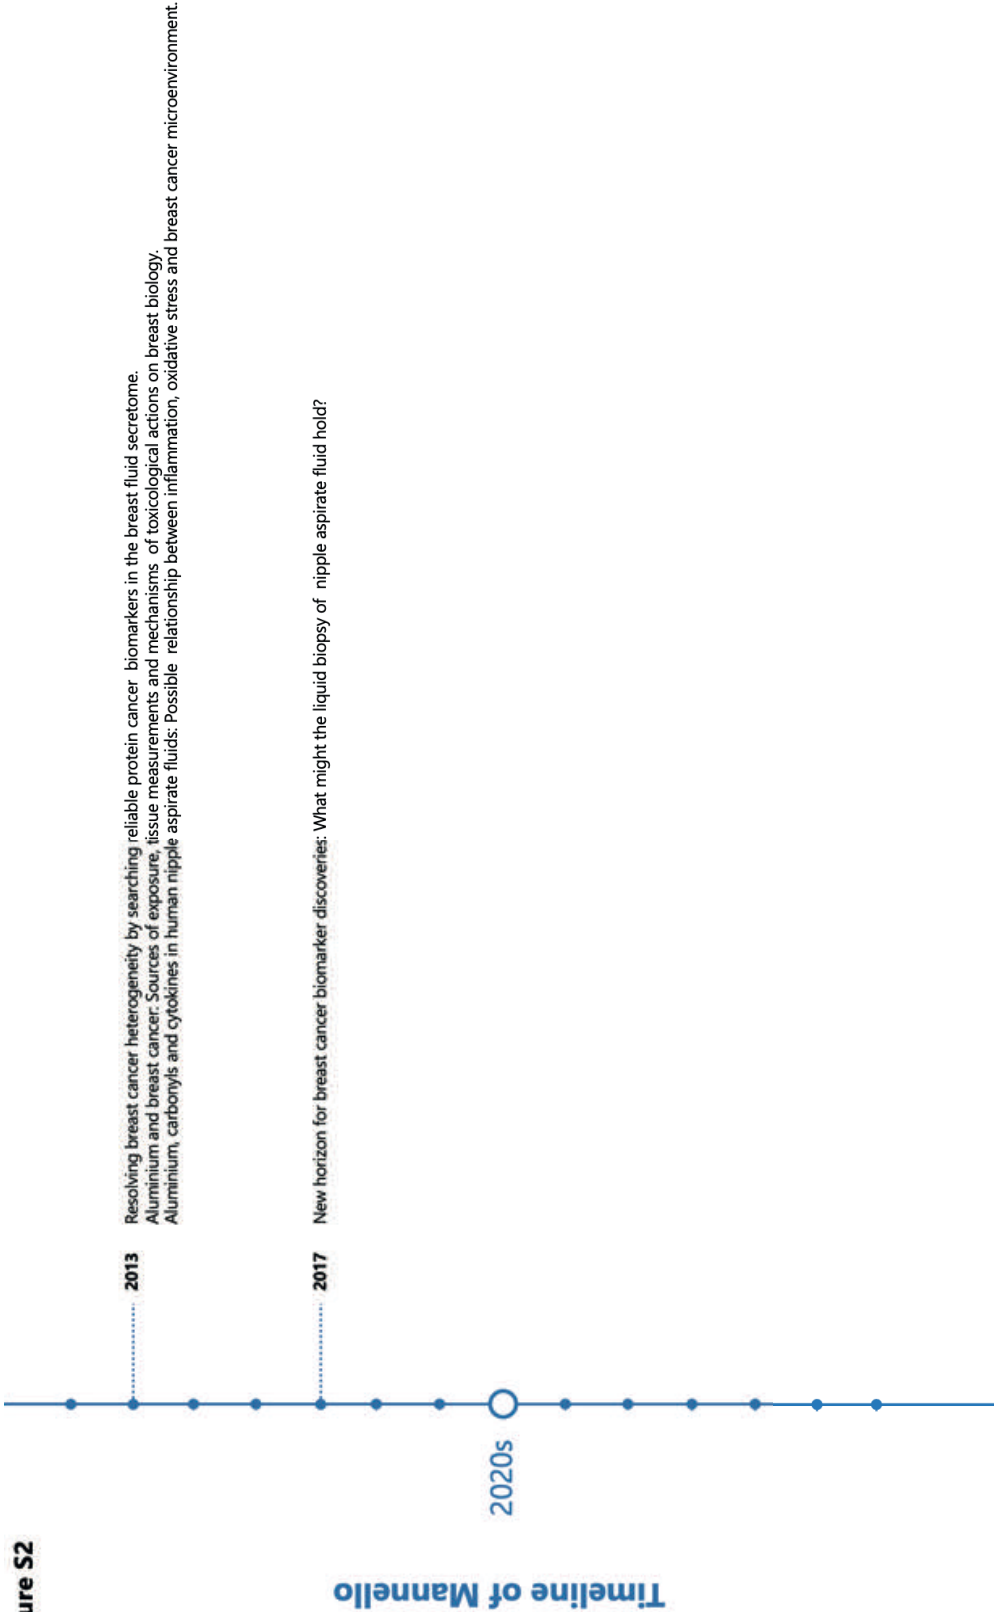 ure S2
Timeline of Mannello
2020s
2013
Resolving breast cancer heterogeneity by searching reliable protein cancer biomarkers in the breast fluid secretome.
Aluminium and breast cancer: Sources of exposure, tissue measurements and mechanisms of toxicological actions on breast biology.
Aluminium, carbonyls and cytokines in human nipple aspirate fluids: Possible relationship between inflammation, oxidative stress and breast cancer microenvironment.
2017
New horizon for breast cancer biomarker discoveries: What might the liquid biopsy of nipple aspirate fluid hold?